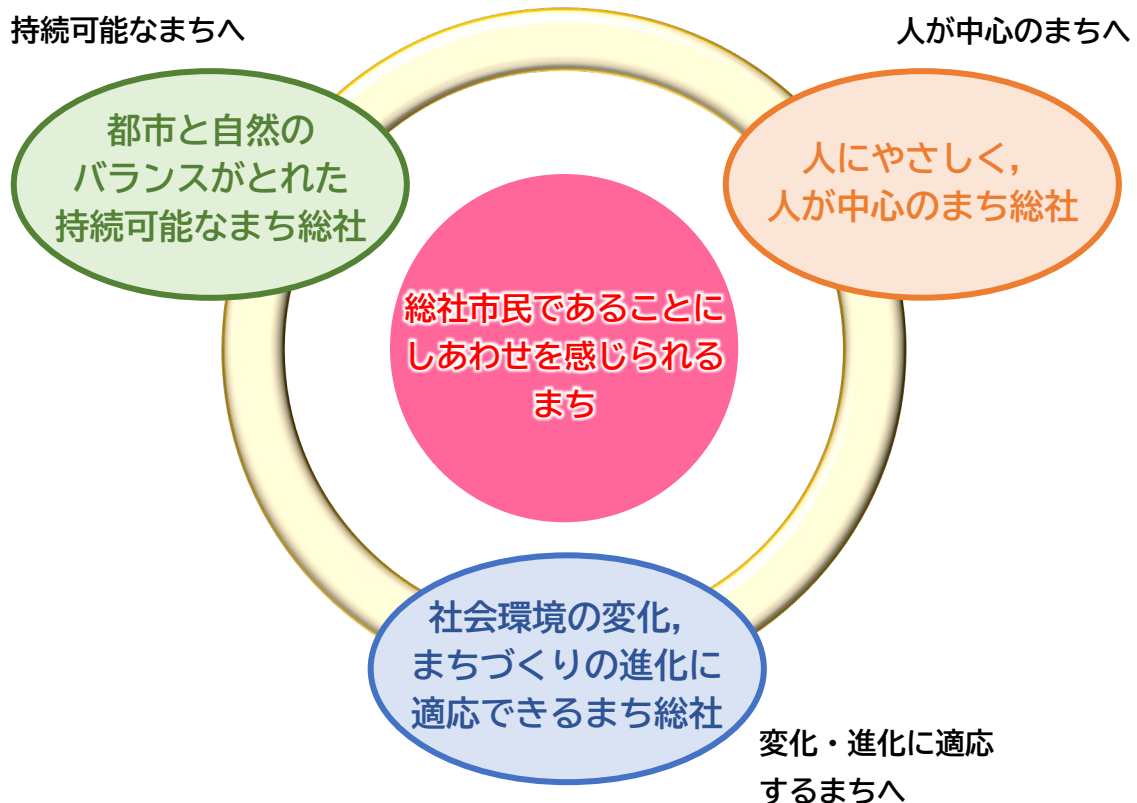 持続可能なまちへ
人が中心のまちへ
都市と自然の
バランスがとれた
持続可能なまち総社
人にやさしく，
人が中心のまち総社
総社市民であることに
しあわせを感じられる
まち
社会環境の変化，
まちづくりの進化に
適応できるまち総社
変化・進化に適応
するまちへ